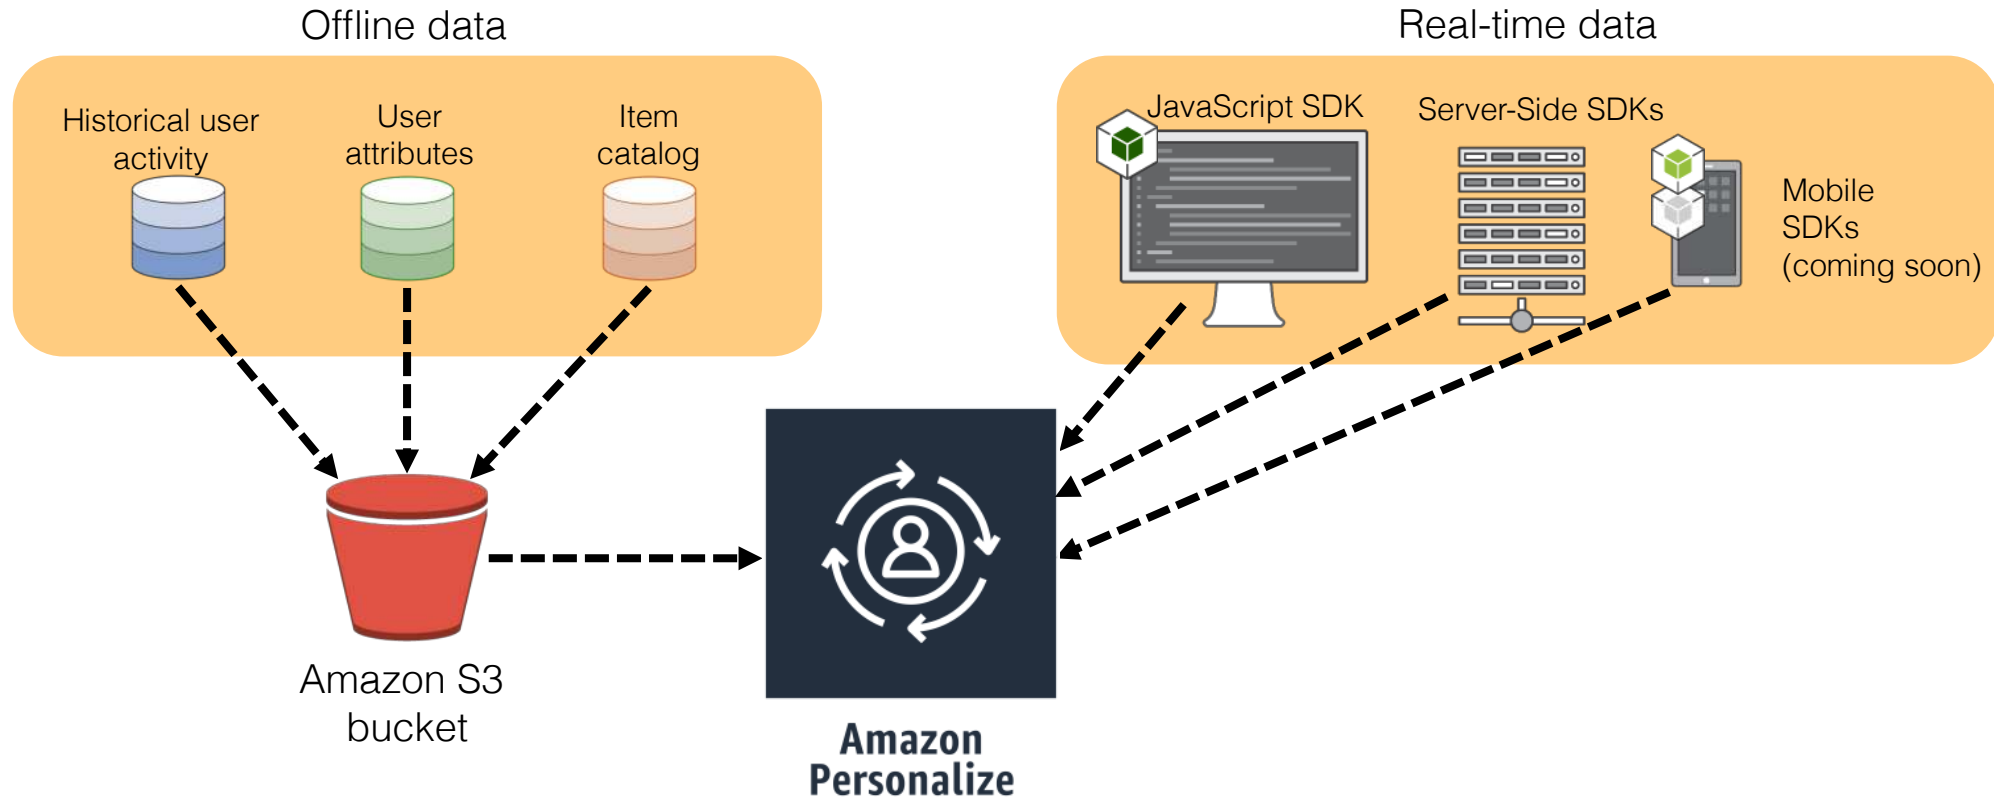 Offline data
Historical user
activity
User
attributes
Item
catalog
Amazon S3
bucket
Real-time data
JavaScript SDK
Server-Side SDKs
Mobile
SDKs
(coming soon)
Amazon
Personalize